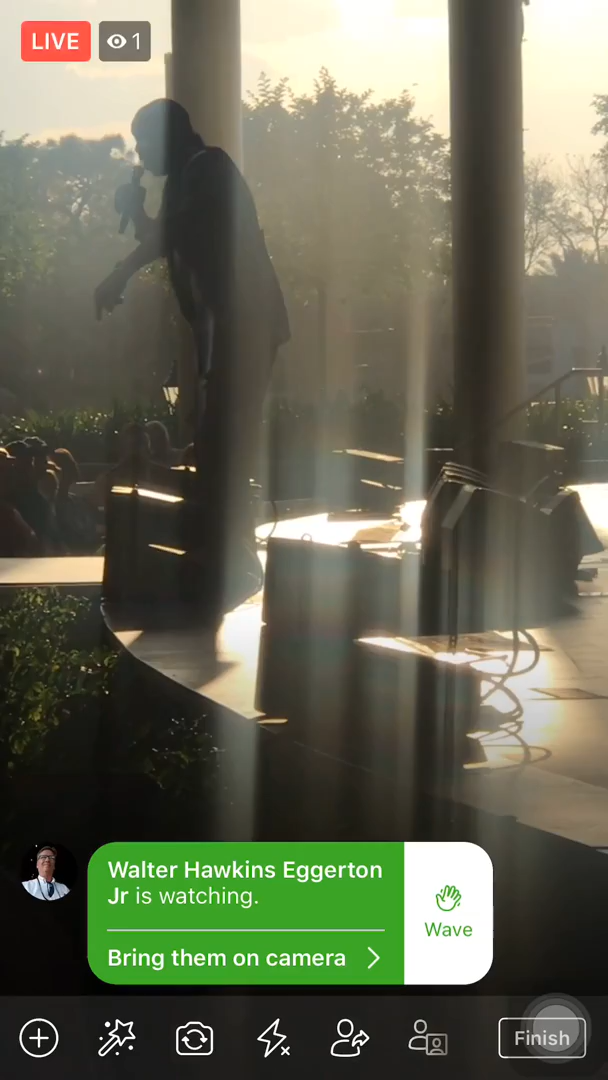 LIVE 1
Walter Hawkins Eggerton
Jr is watching.
Bring them on camera
Wave
Finish